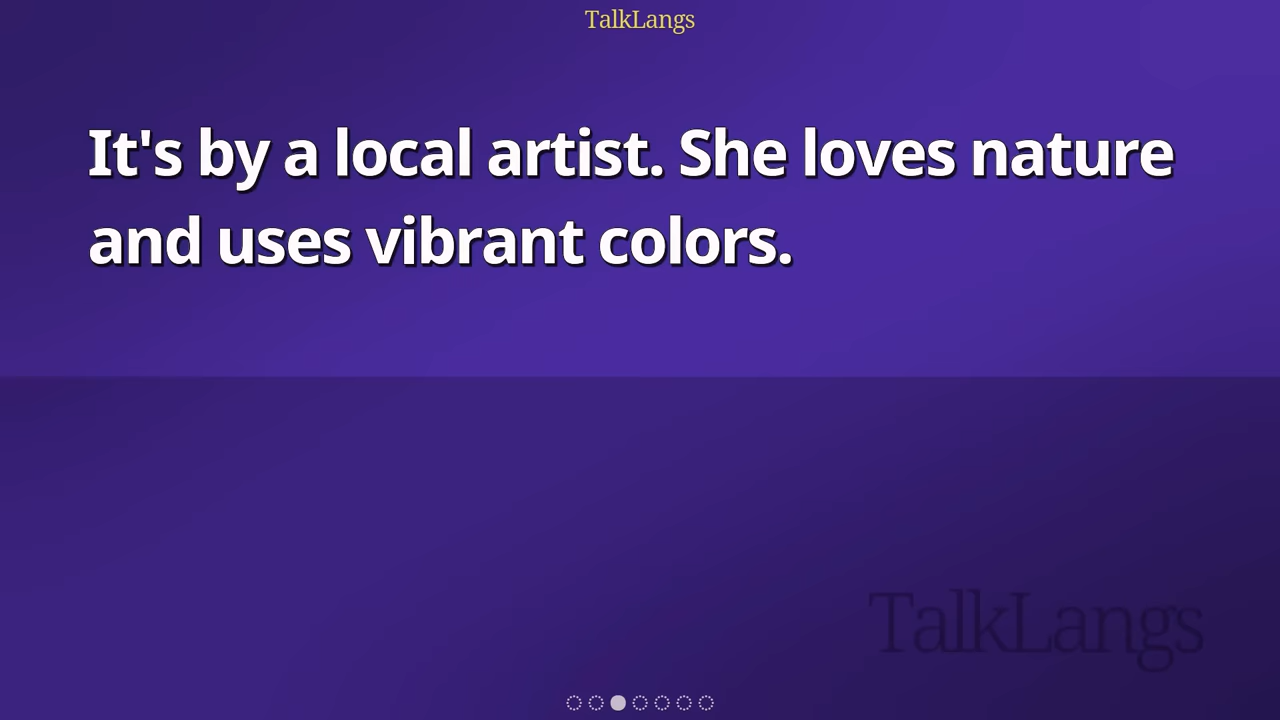 TalkLangs
It's by a local artist. She loves nature
and uses vibrant colors.
TalkLangs